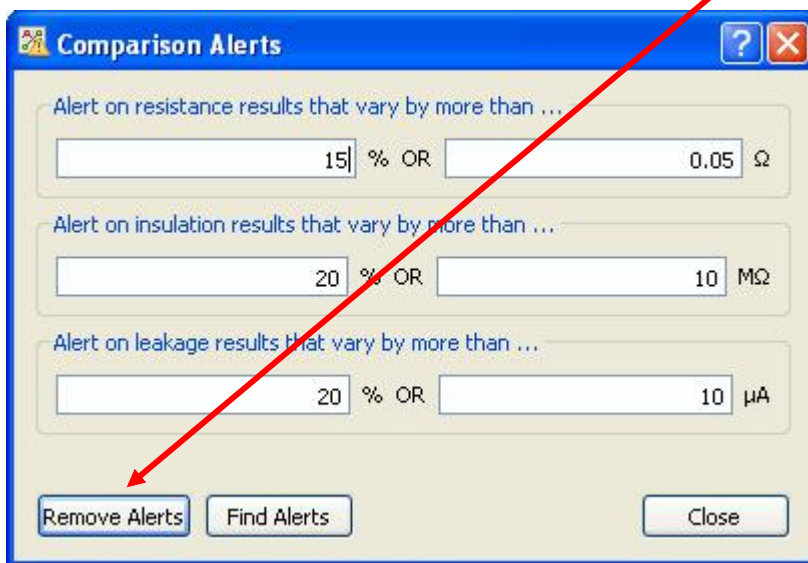 Comparison Alerts
?
Alert on resistance results that vary by more than ...
15 % OR 0.05 Ω
Alert on insulation results that vary by more than ...
20 % OR 10 MΩ
Alert on leakage results that vary by more than ...
20 % OR 10 µA
Remove Alerts Find Alerts Close